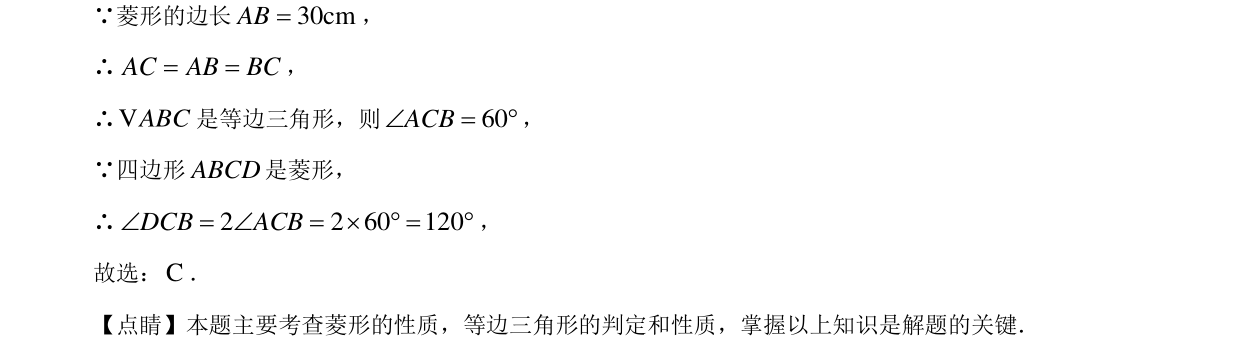 ∵菱形的边长 AB = 30cm，
∴ AC = AB = BC，
∴VABC 是等边三角形，则∠ACB = 60°，
∵四边形 ABCD 是菱形，
∴ ∠DCB = 2∠ACB = 2×60° = 120°，
故选：C．
【点睛】本题主要考查菱形的性质，等边三角形的判定和性质，掌握以上知识是解题的关键．